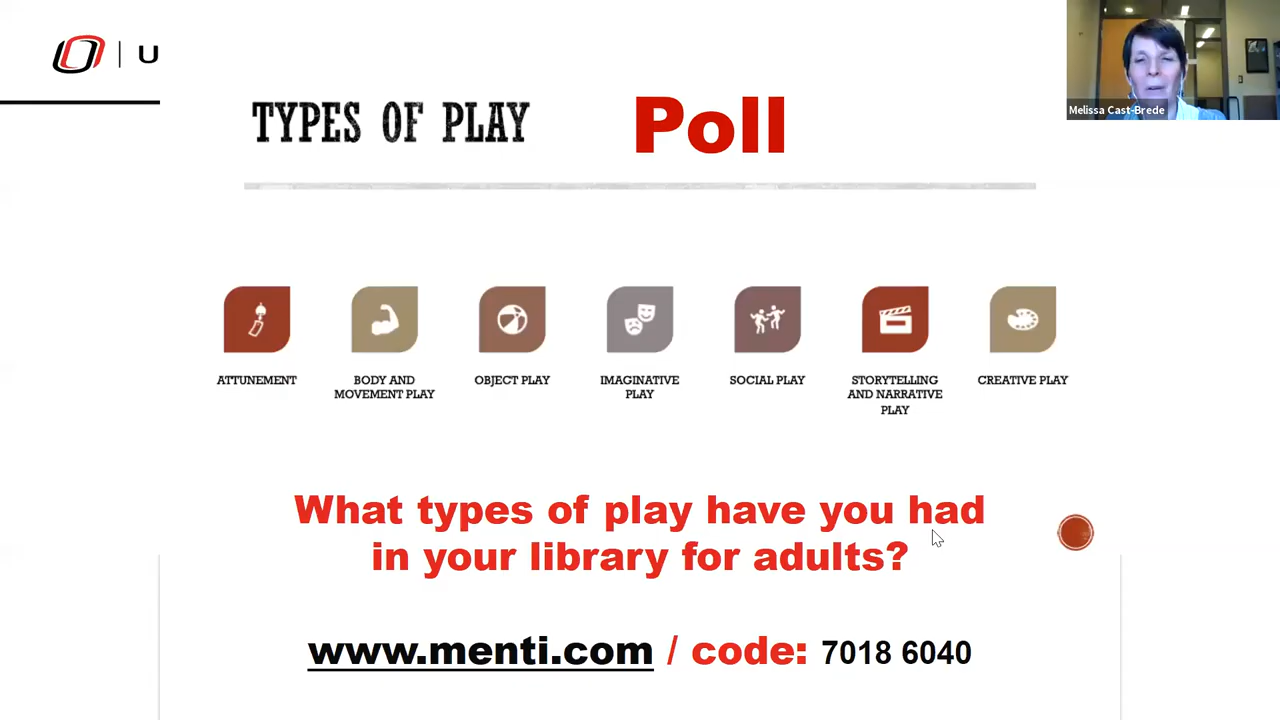 U
Melissa Cast-Brede
TYPES OF PLAY Poll
ATTUNEMENT
BODY AND
MOVEMENT PLAY
OBJECT PLAY
IMAGINATIVE
PLAY
SOCIAL PLAY
STORYTELLING
AND NARRATIVE
PLAY
CREATIVE PLAY
What types of play have you had
in your library for adults?
www.menti.com / code: 7018 6040